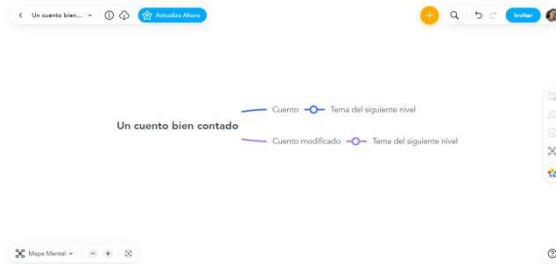 Un cuento bien...
Actualiza Ahora
Invitar
Cuento
Tema del siguiente nivel
Un cuento bien contado
Cuento modificado
Tema del siguiente nivel
Mapa Mental